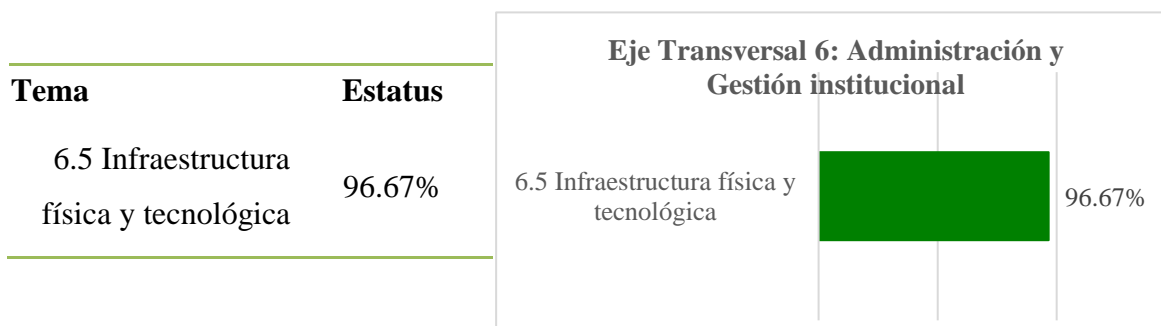 Tema Estatus
6.5 Infraestructura
física y tecnológica
96.67%
Eje Transversal 6: Administración y
Gestión institucional
6.5 Infraestructura física y
tecnológica
96.67%